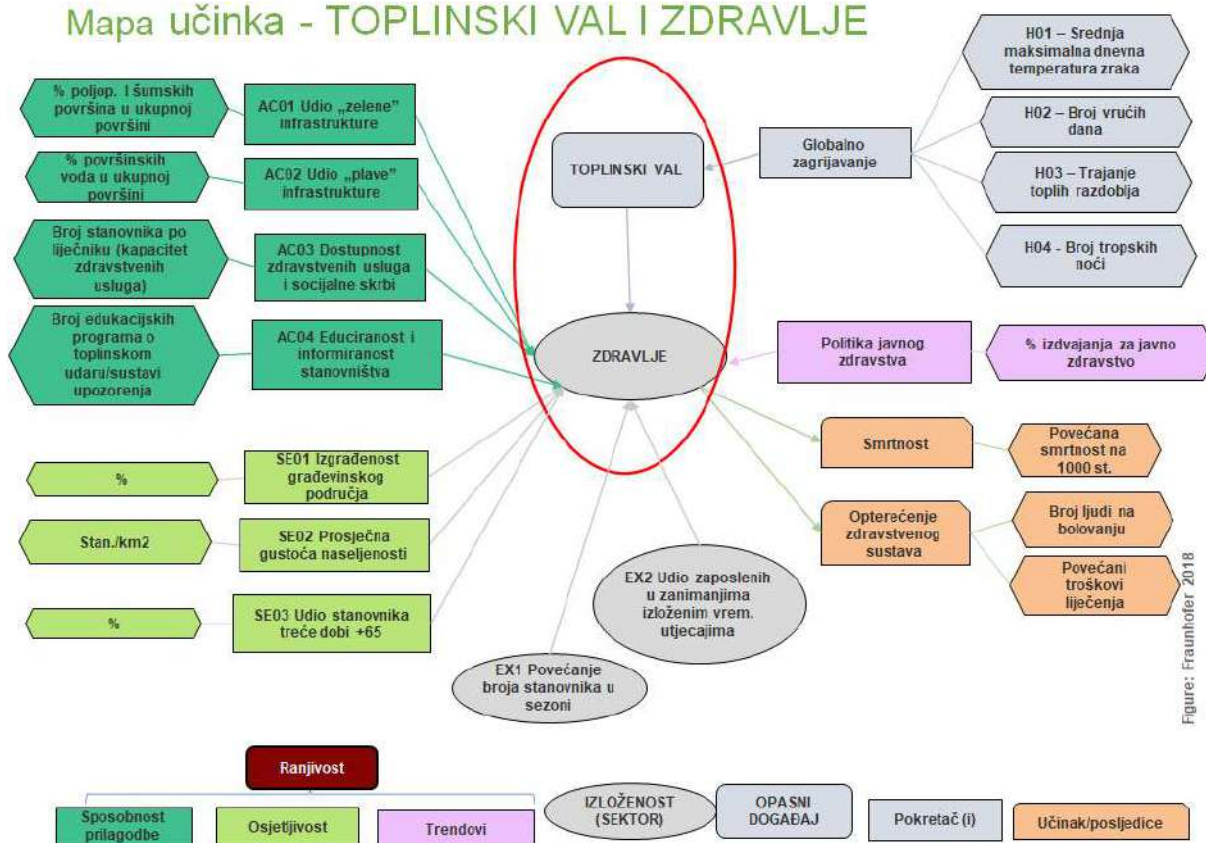 Mapa učinka - TOPLINSKI VAL I ZDRAVLJE
% poljop. I šumskih
površina u ukupnoj
površini
AC01 Udio „zelene”
infrastrukture
% površinskih
voda u ukupnoj
površini
AC02 Udio „plave”
infrastrukture
Broj stanovnika po
liječniku (kapacitet
zdravstvenih
usluga)
AC03 Dostupnost
zdravstvenih usluga
i socijalne skrbi
Broj edukacijskih
programa o
toplinskom
udaru/sustavi
upozorenja
AC04 Educiranost i
informiranost
stanovništva
%
SE01 Izgrađenost
građevinskog
područja
Stan./km2
SE02 Prosječna
gustoća naseljenosti
%
SE03 Udio stanovnika
treće dobi +65
TOPLINSKI VAL
ZDRAVLJE
EX1 Povećanje
broja stanovnika u
sezoni
EX2 Udio zaposlenih
u zanimanjima
izloženim vrem.
utjecajima
Globalno
zagrijavanje
H01 – Srednja
maksimalna dnevna
temperatura zraka
H02 – Broj vrućih
dana
H03 – Trajanje
toplih razdoblja
H04 - Broj tropskih
noći
Politika javnog
zdravstva
% izdvajanja za javno
zdravstvo
Smrtnost
Povećana
smrtnost na
1000 st.
Opterećenje
zdravstvenog
sustava
Broj ljudi na
bolovanju
Povećani
troškovi
liječenja
Figure: Fraunhofer 2018
Ranjivost
Sposobnost
prilagodbe
Osjetljivost
Trendovi
IZLOŽENOST
(SEKTOR)
OPASNI
DOGAĐAJ
Pokretač (i)
Učinak/posljedice